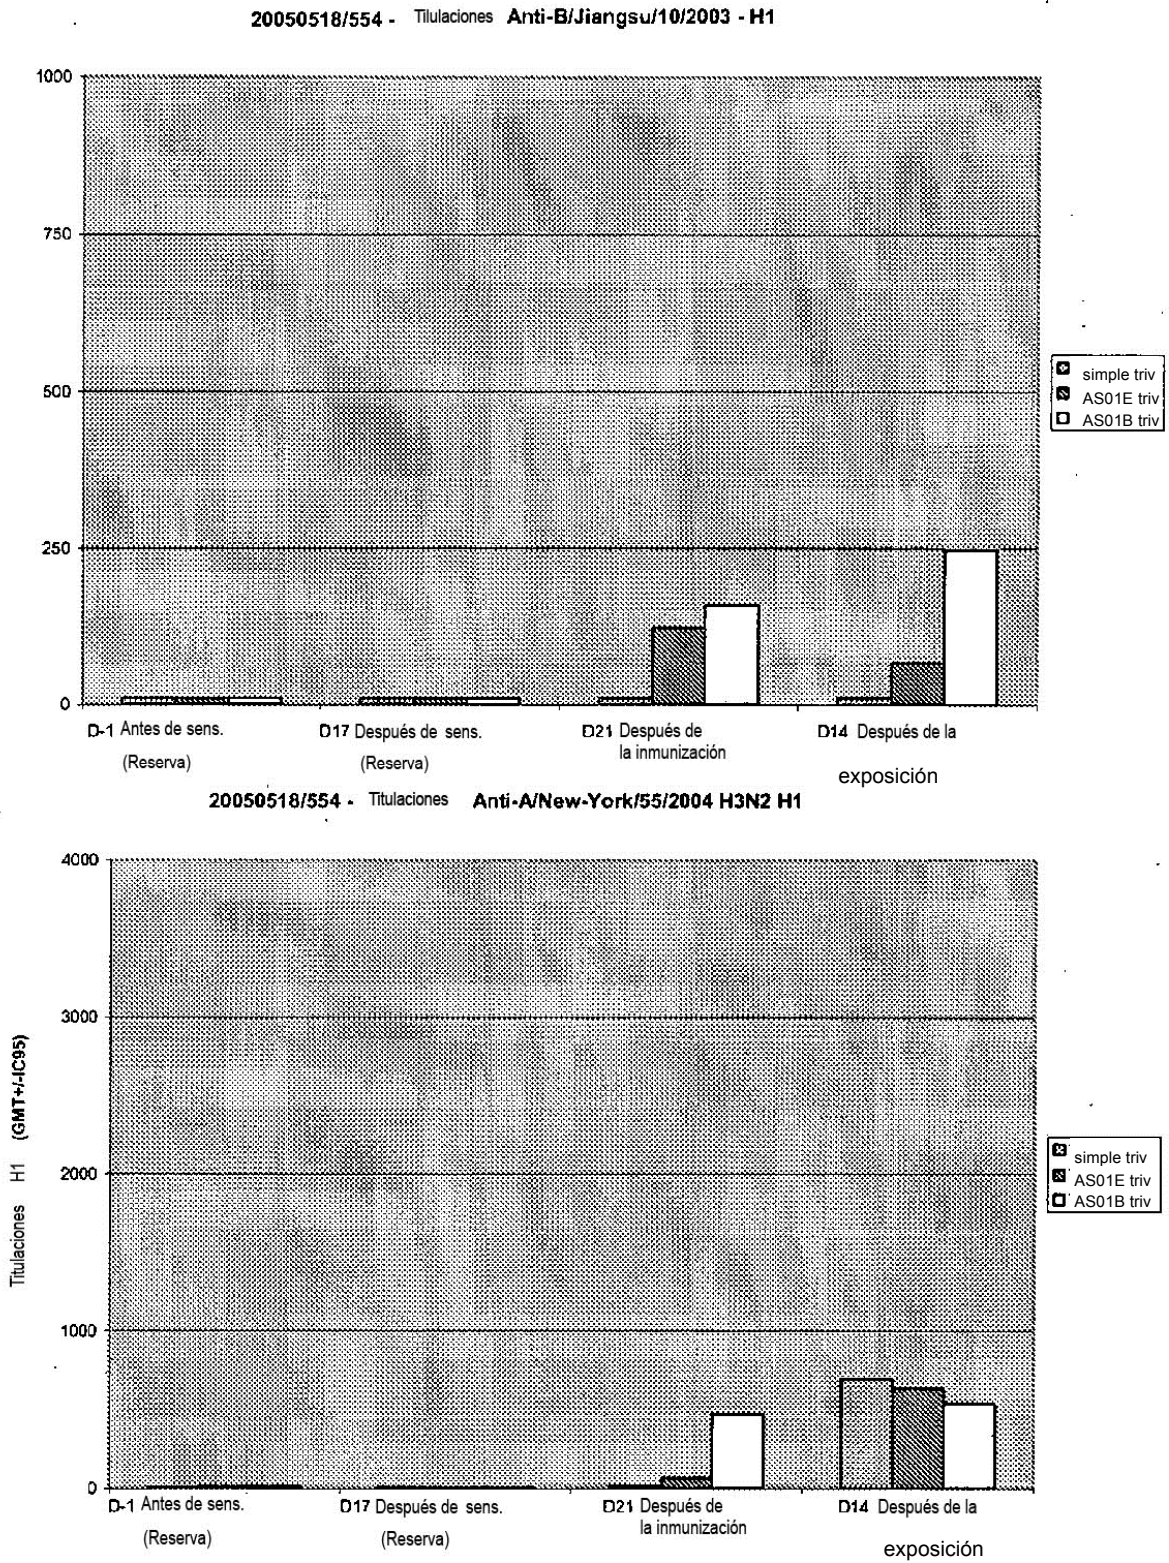 20050518/554 - Titulaciones Anti-B/Jiangsu/10/2003 - H1
1000
750
500
250
0
simple triv
AS01E triv
AS01B triv
D-1 Antes de sens.
(Reserva)
D17 Después de sens.
(Reserva)
D21 Después de
la inmunización
D14 Después de la
exposición
20050518/554 - Titulaciones Anti-A/New-York/55/2004 H3N2 H1
Titulaciones H1 (GMT+/-IC95)
4000
3000
2000
1000
0
simple triv
AS01E triv
AS01B triv
D-1 Antes de sens.
(Reserva)
D17 Después de sens.
(Reserva)
D21 Después de
la inmunización
D14 Después de la
exposición